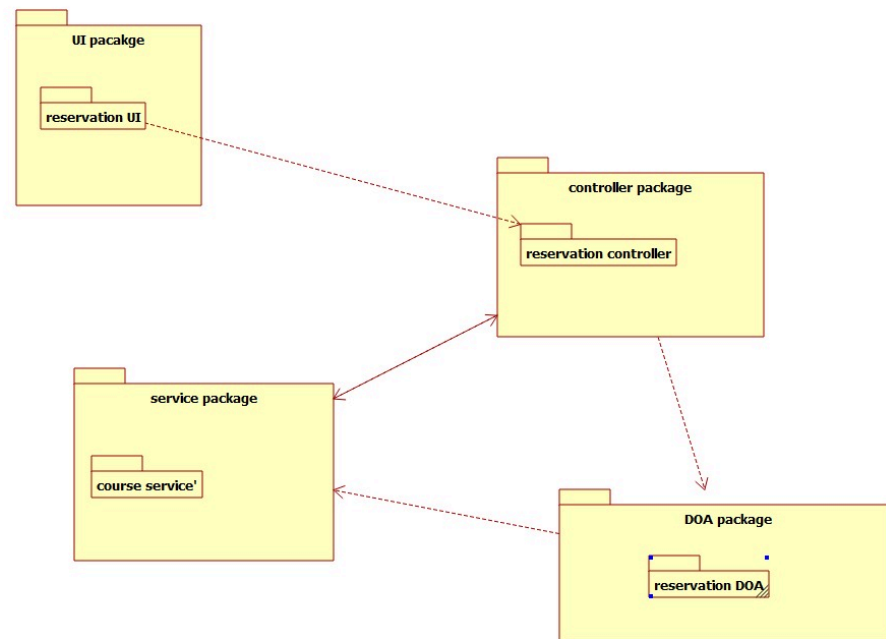 UI pacakge
reservation UI
controller package
reservation controller
service package
course service'
DOA package
reservation DOA